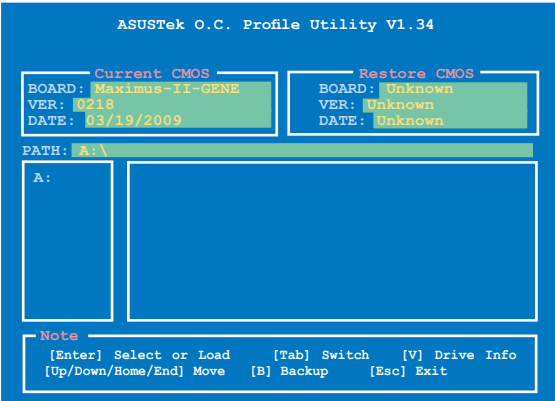 ASUSTek O.C. Profile Utility V1.34
Current CMOS
BOARD: Maximus-II-GENE
VER: 0218
DATE: 03/19/2009
Restore CMOS
BOARD: Unknown
VER: Unknown
DATE: Unknown
PATH: A:\
A:
Note
[Enter] Select or Load [Tab] Switch [V] Drive Info
[Up/Down/Home/End] Move [B] Backup [Esc] Exit